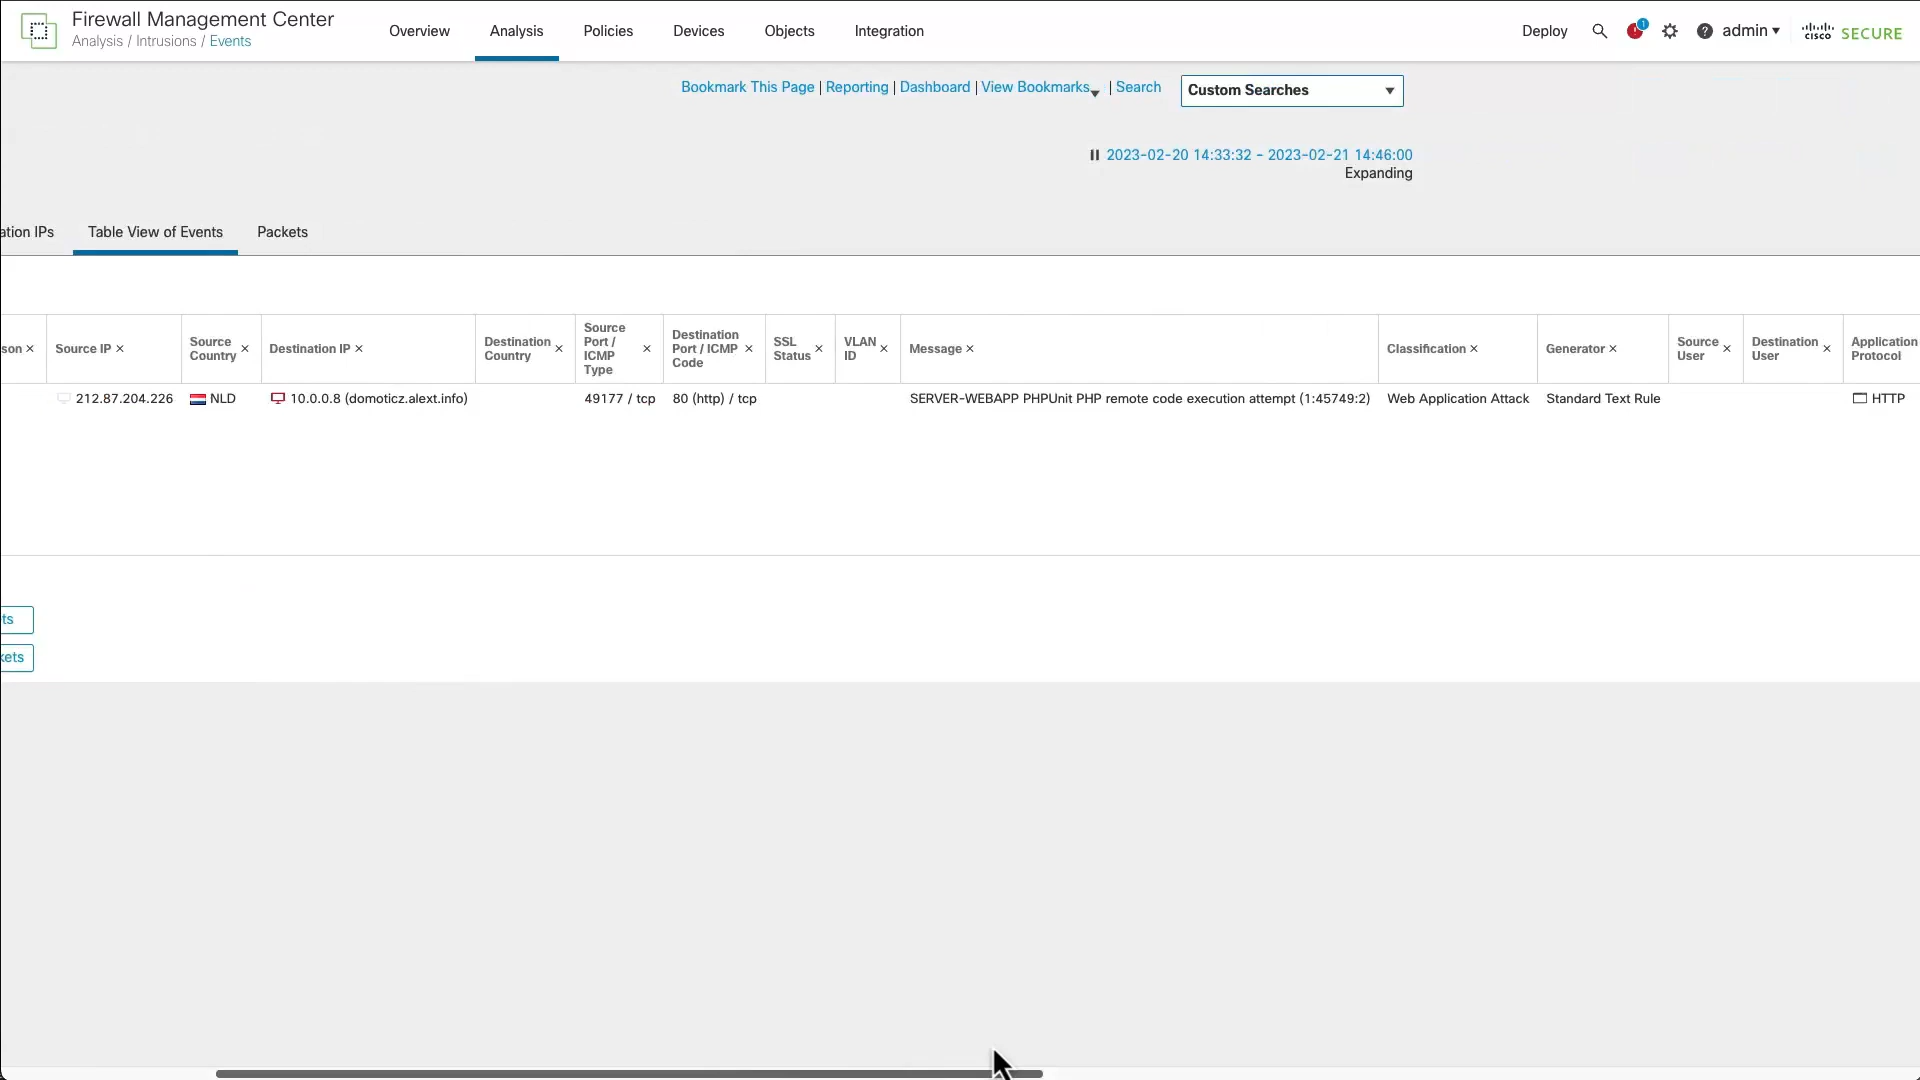 Firewall Management Center
Analysis / Intrusions / Events
Overview
Analysis
Policies
Devices
Objects
Integration
Deploy
1
?
admin
cisco SECURE
Bookmark This Page | Reporting | Dashboard | View Bookmarks | Search
Custom Searches
2023-02-20 14:33:32 - 2023-02-21 14:46:00
Expanding
ation IPs
Table View of Events
Packets
son ×
Source IP ×
Source
Country ×
Destination IP ×
Destination
Country ×
Source
Port /
ICMP
Type ×
Destination
Port / ICMP
Code ×
SSL
Status ×
VLAN
ID ×
Message ×
Classification ×
Generator ×
Source
User ×
Destination
User ×
Application
Protocol
212.87.204.226
NLD
10.0.0.8 (domoticz.alext.info)
49177 / tcp
80 (http) / tcp
SERVER-WEBAPP PHPUnit PHP remote code execution attempt (1:45749:2)
Web Application Attack
Standard Text Rule
HTTP
ts
kets